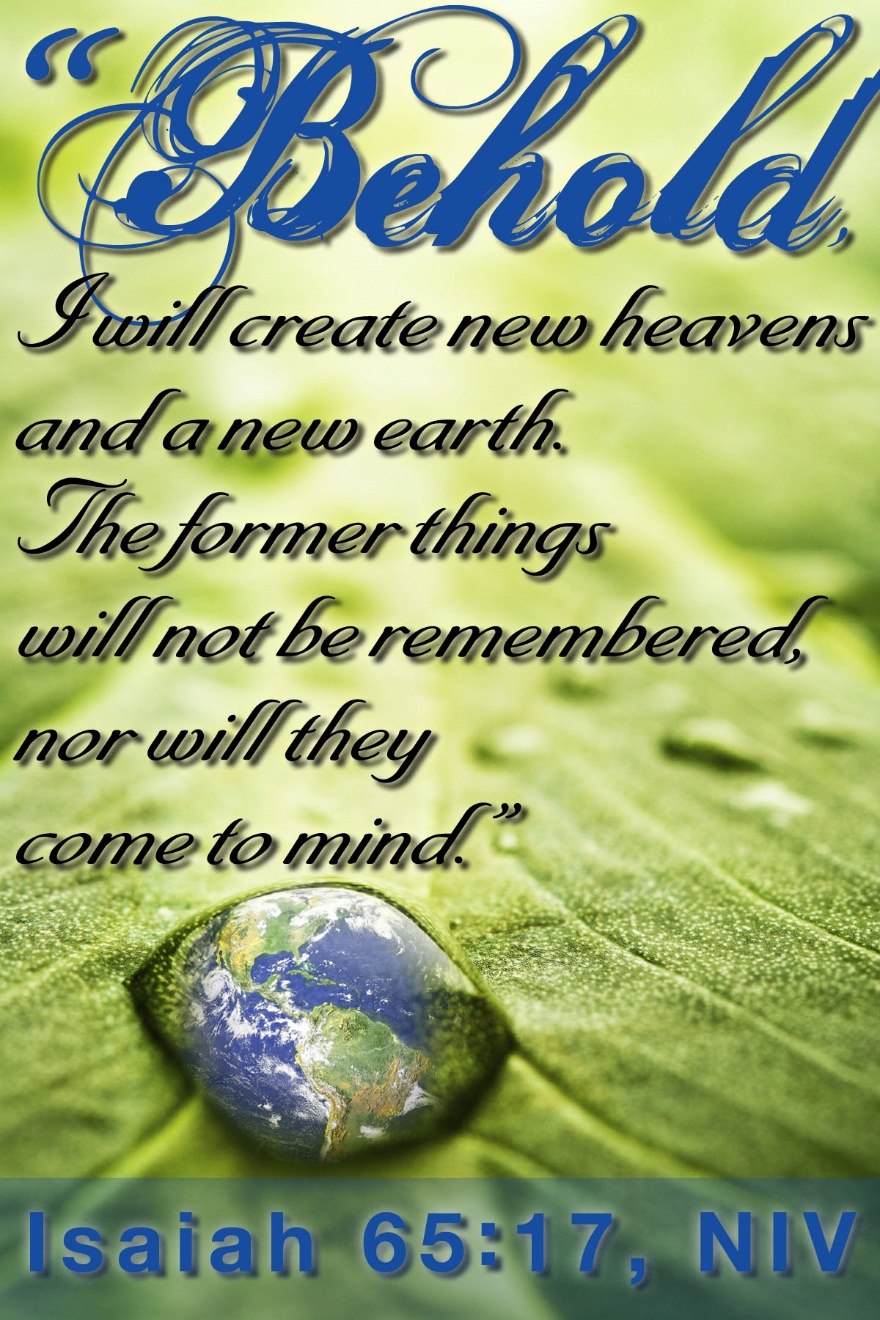 “Behold,
I will create new heavens
and a new earth.
The former things
will not be remembered,
nor will they
come to mind.”
Isaiah 65:17, NIV